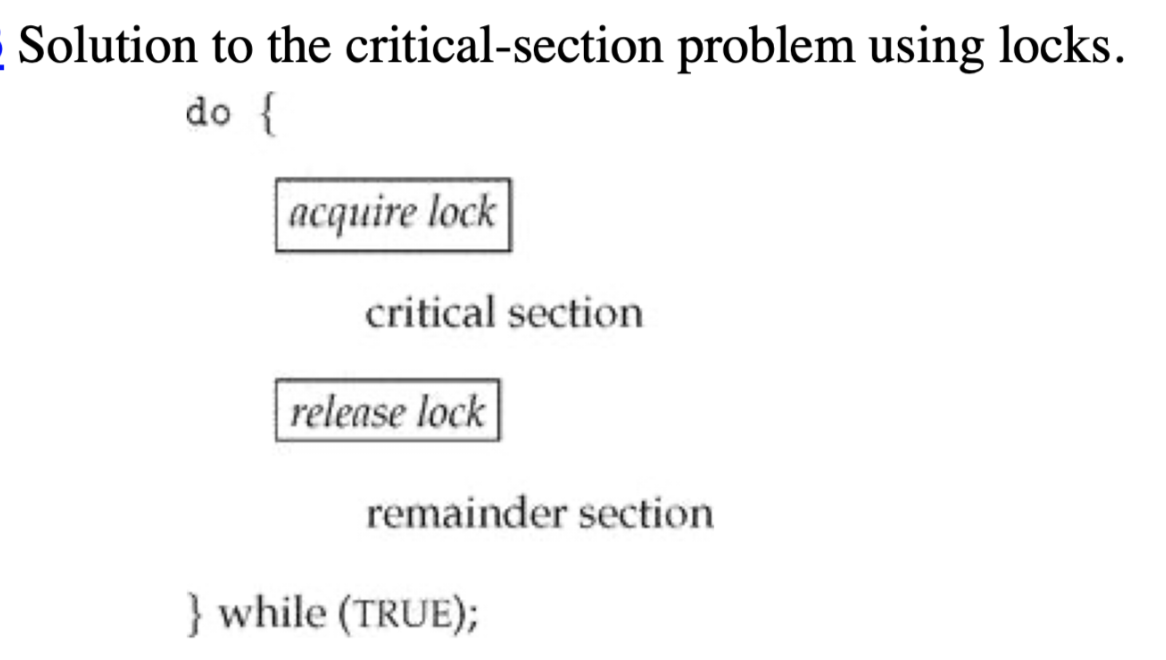 Solution to the critical-section problem using locks.
do {
acquire lock
critical section
release lock
remainder section
} while (TRUE);